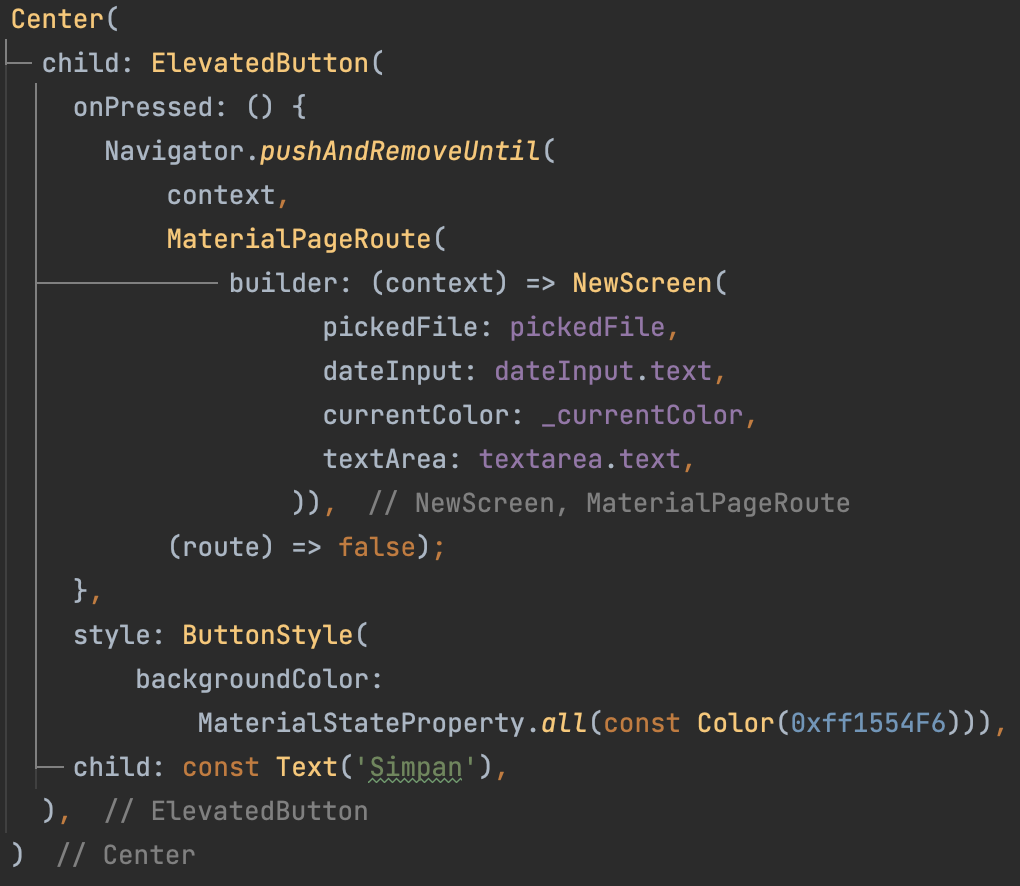 Center(
child: ElevatedButton(
onPressed: () {
Navigator.pushAndRemoveUntil(
context,
MaterialPageRoute(
builder: (context) => NewScreen(
pickedFile: pickedFile,
dateInput: dateInput.text,
currentColor: _currentColor,
textArea: textarea.text,
)), // NewScreen, MaterialPageRoute
(route) => false);
},
style: ButtonStyle(
backgroundColor:
MaterialStateProperty.all(const Color(0xff1554F6))),
child: const Text('Simpan'),
), // ElevatedButton
) // Center